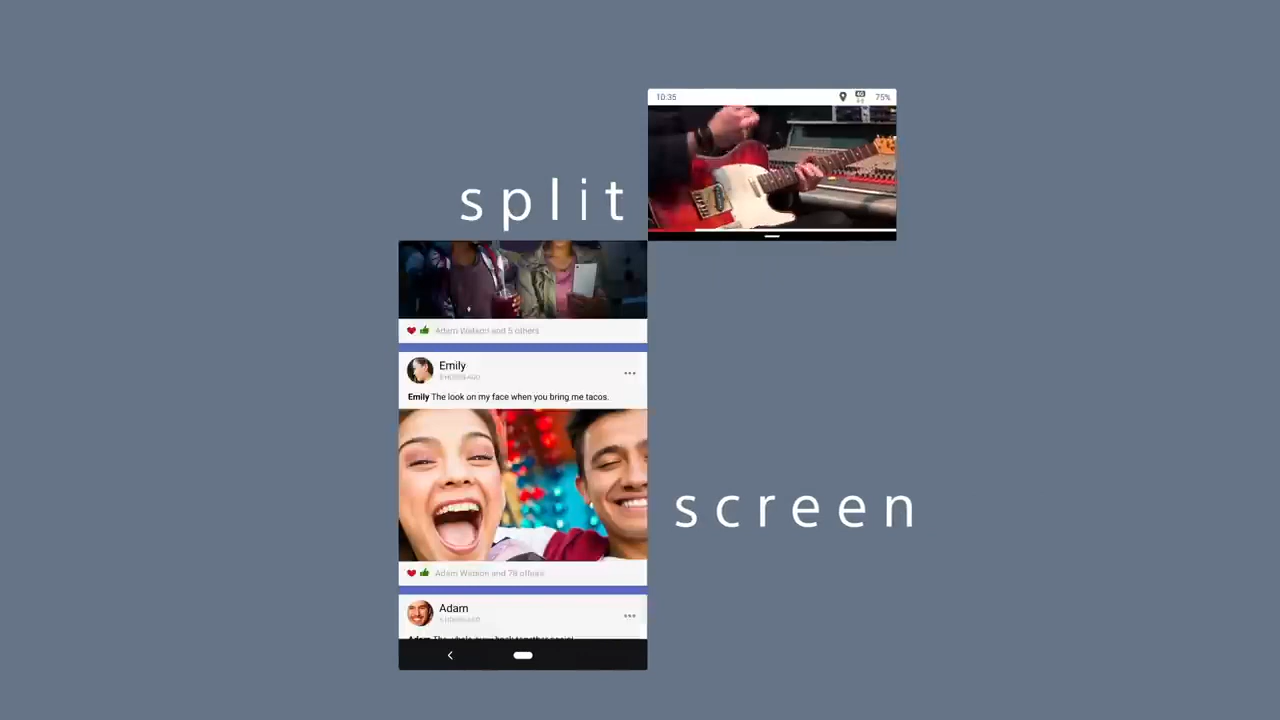 10:35
4G
75%
split
Adam Watson and 5 others
Emily
Emily The look on my face when you bring me tacos.
screen
Adam Watson and 78 others
Adam